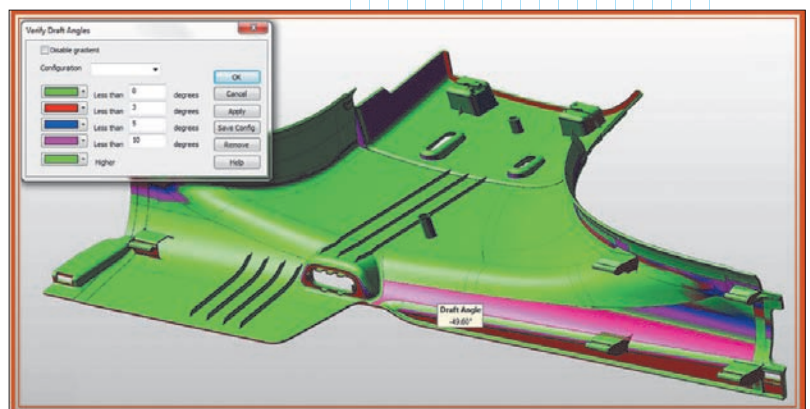 Verify Draft Angles
Disable gradient
Configuration
OK
Less than 0 degrees
Cancel
Less than 3 degrees
Apply
Less than 5 degrees
Save Config
Less than 10 degrees
Remove
Higher
Help
Draft Angle
-49.60°